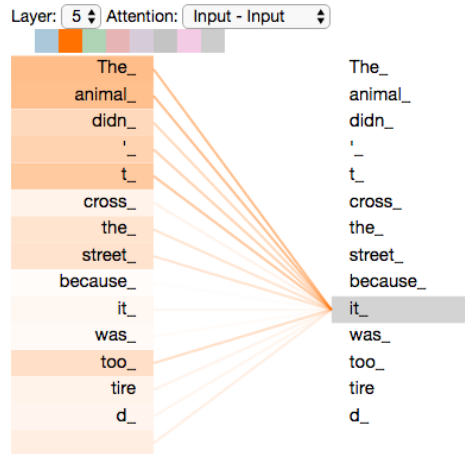 Layer: 5 Attention: Input - Input
The_ The_
animal_ animal_
didn_ didn_
'_ '_
t_ t_
cross_ cross_
the_ the_
street_ street_
because_ because_
it_ it_
was_ was_
too_ too_
tire tire
d_ d_